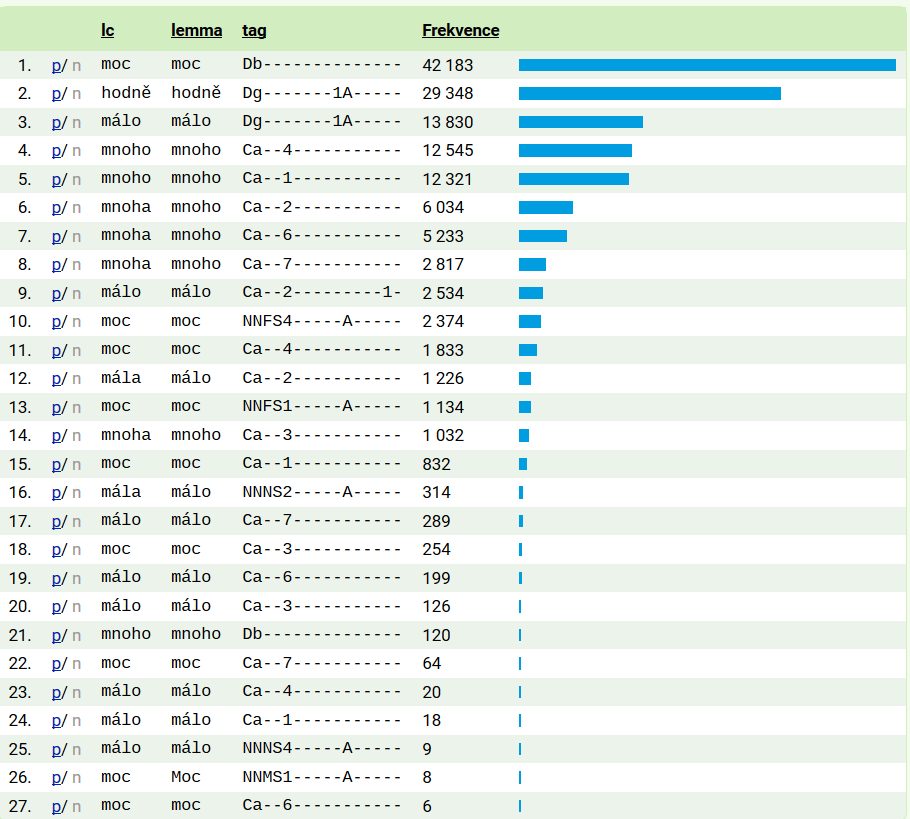 lc lemma tag Frekvence
1. p/ n moc moc Db-------------- 42 183
2. p/ n hodně hodně Dg-------1A----- 29 348
3. p/ n málo málo Dg-------1A----- 13 830
4. p/ n mnoho mnoho Ca--4----------- 12 545
5. p/ n mnoho mnoho Ca--1----------- 12 321
6. p/ n mnoha mnoho Ca--2----------- 6 034
7. p/ n mnoha mnoho Ca--6----------- 5 233
8. p/ n mnoha mnoho Ca--7----------- 2 817
9. p/ n málo málo Ca--2---------1- 2 534
10. p/ n moc moc NNFS4-----A----- 2 374
11. p/ n moc moc Ca--4----------- 1 833
12. p/ n mála málo Ca--2----------- 1 226
13. p/ n moc moc NNFS1-----A----- 1 134
14. p/ n mnoha mnoho Ca--3----------- 1 032
15. p/ n moc moc Ca--1----------- 832
16. p/ n mála málo NNNS2-----A----- 314
17. p/ n málo málo Ca--7----------- 289
18. p/ n moc moc Ca--3----------- 254
19. p/ n málo málo Ca--6----------- 199
20. p/ n málo málo Ca--3----------- 126
21. p/ n mnoho mnoho Db-------------- 120
22. p/ n moc moc Ca--7----------- 64
23. p/ n málo málo Ca--4----------- 20
24. p/ n málo málo Ca--1----------- 18
25. p/ n málo málo NNNS4-----A----- 9
26. p/ n moc Moc NNMS1-----A----- 8
27. p/ n moc moc Ca--6----------- 6